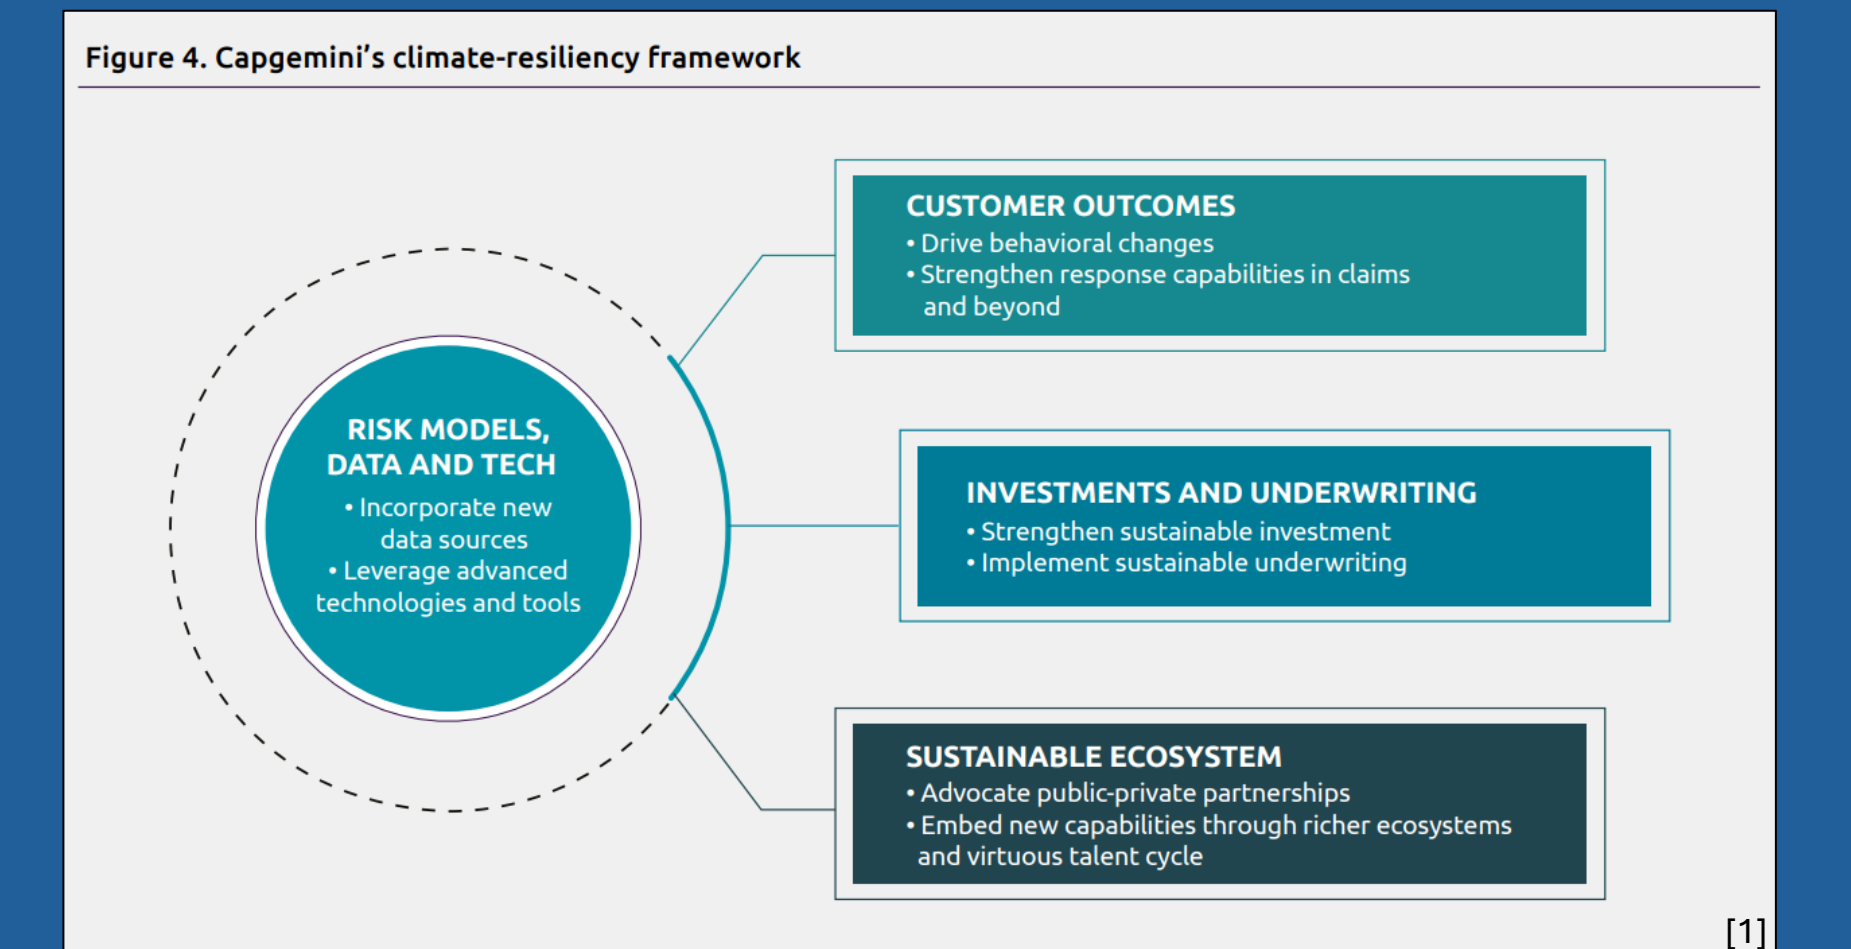 Figure 4. Capgemini's climate-resiliency framework
RISK MODELS,
DATA AND TECH
• Incorporate new
data sources
• Leverage advanced
technologies and tools
CUSTOMER OUTCOMES
• Drive behavioral changes
• Strengthen response capabilities in claims
and beyond
INVESTMENTS AND UNDERWRITING
• Strengthen sustainable investment
• Implement sustainable underwriting
SUSTAINABLE ECOSYSTEM
• Advocate public-private partnerships
• Embed new capabilities through richer ecosystems
and virtuous talent cycle
[1]